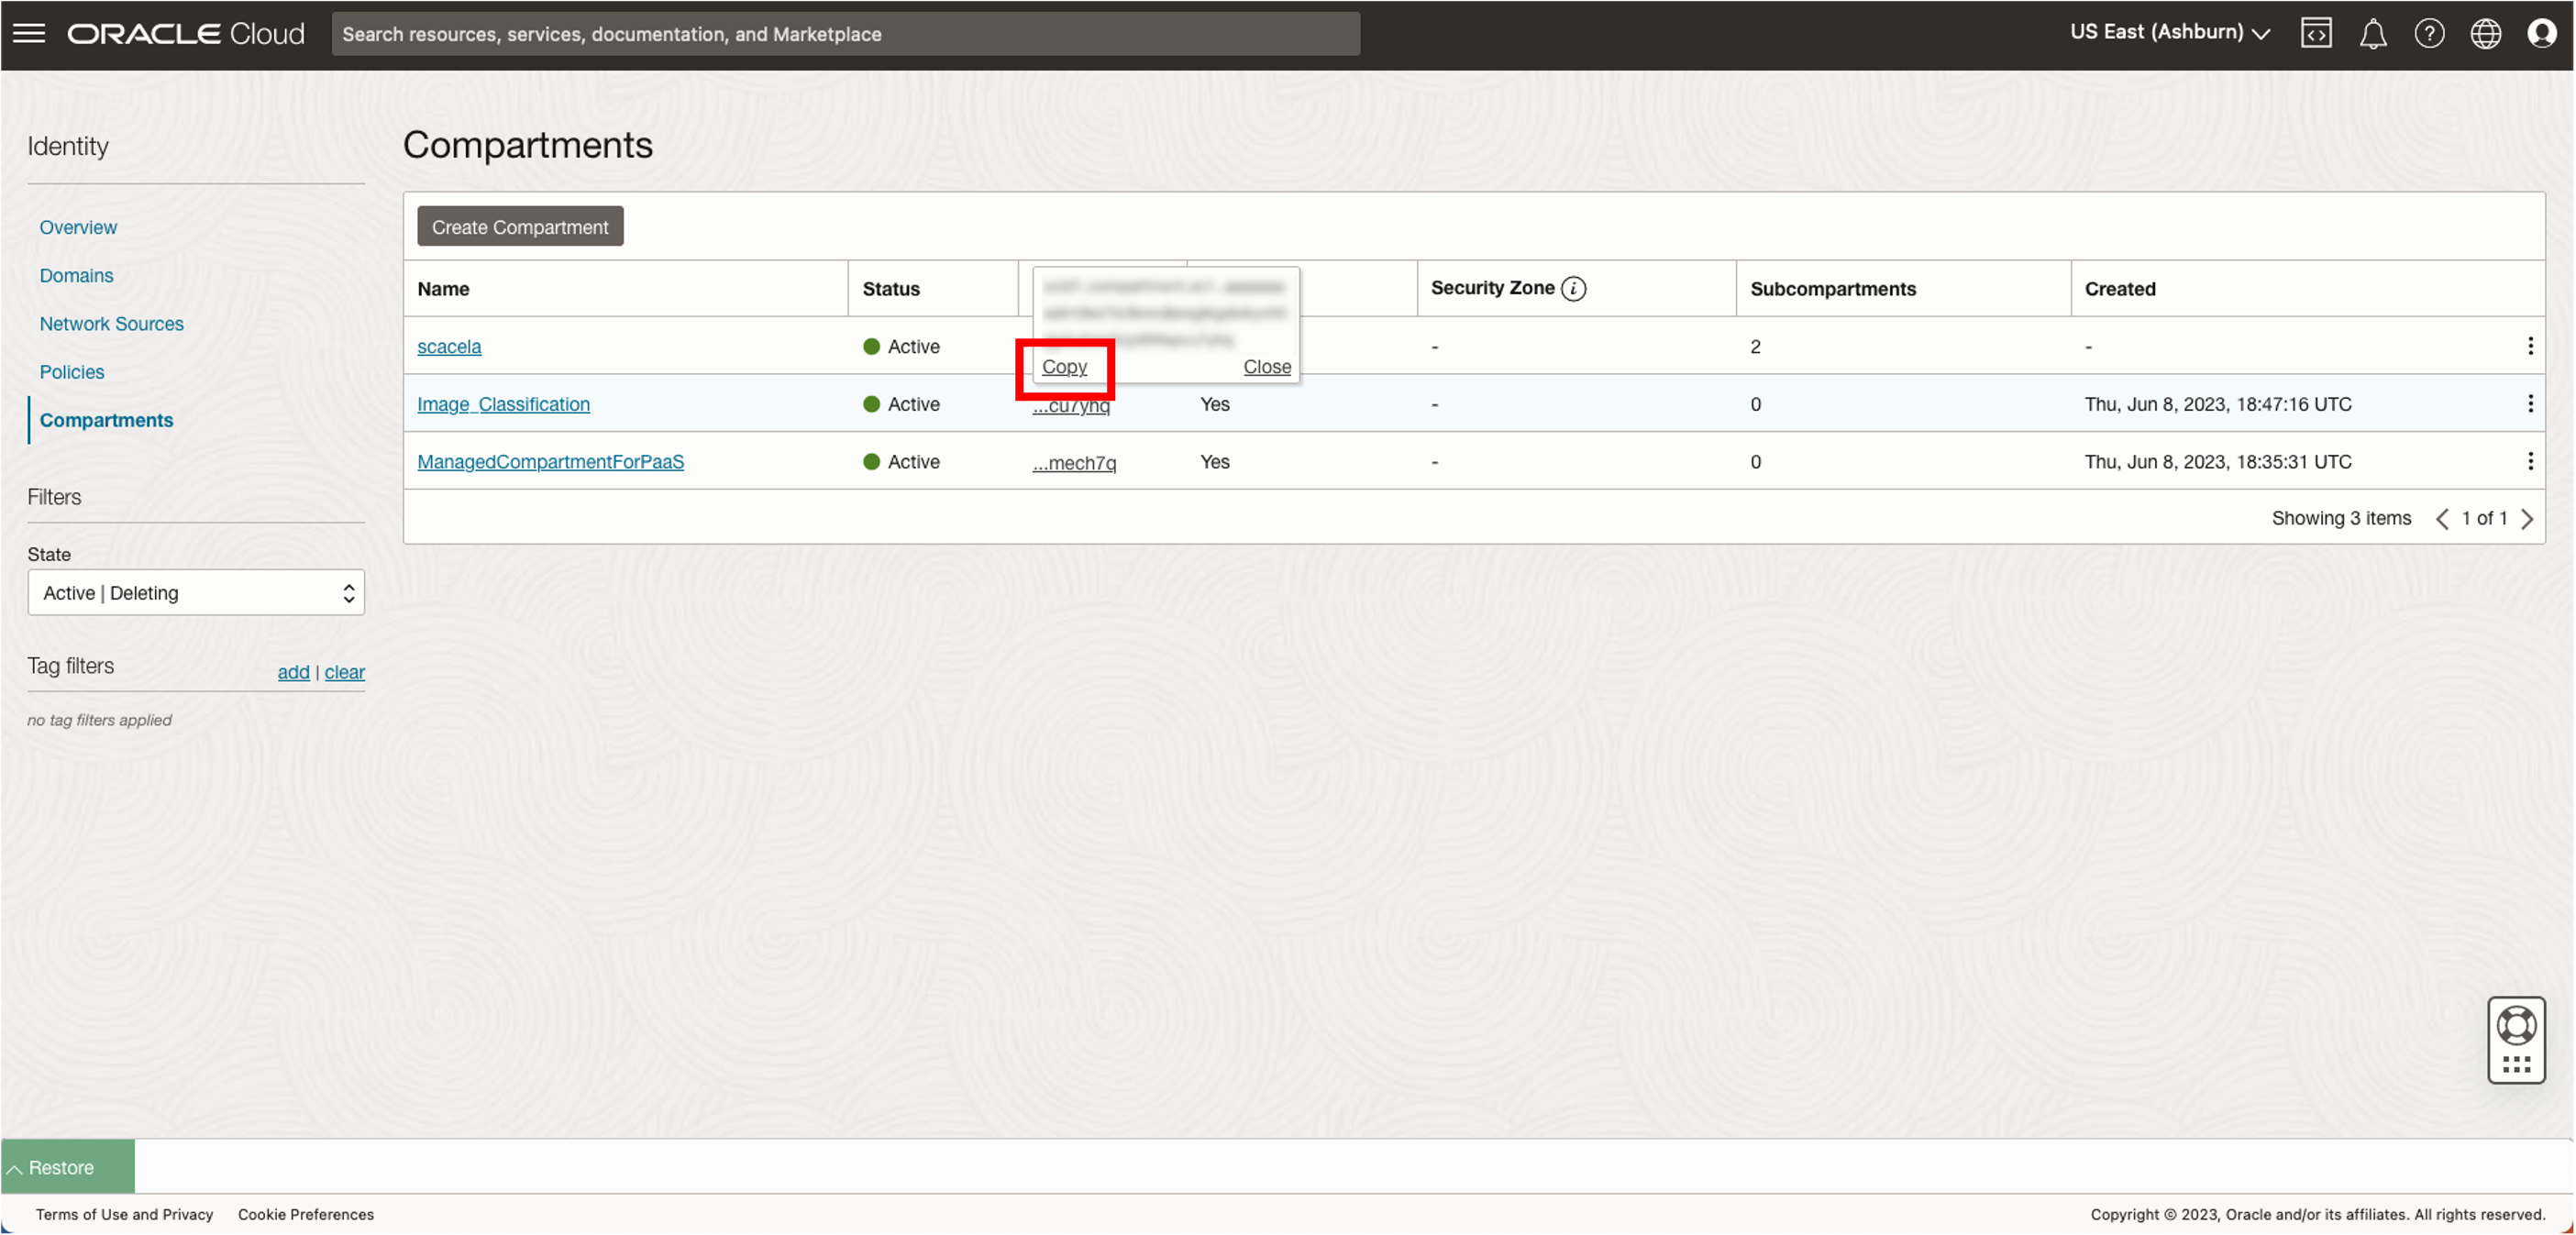 ORACLE Cloud
Search resources, services, documentation, and Marketplace
US East (Ashburn)
Identity
Overview
Domains
Network Sources
Policies
Compartments
Filters
State
Active | Deleting
Tag filters
add | clear
no tag filters applied
Compartments
Create Compartment
Name Status Security Zone i Subcompartments Created
Copy Close
scacela Active - 2 -
Image_Classification Active ...cu7yhq Yes - 0 Thu, Jun 8, 2023, 18:47:16 UTC
ManagedCompartmentForPaaS Active ...mech7q Yes - 0 Thu, Jun 8, 2023, 18:35:31 UTC
Showing 3 items < 1 of 1 >
Restore
Terms of Use and Privacy Cookie Preferences
Copyright © 2023, Oracle and/or its affiliates. All rights reserved.